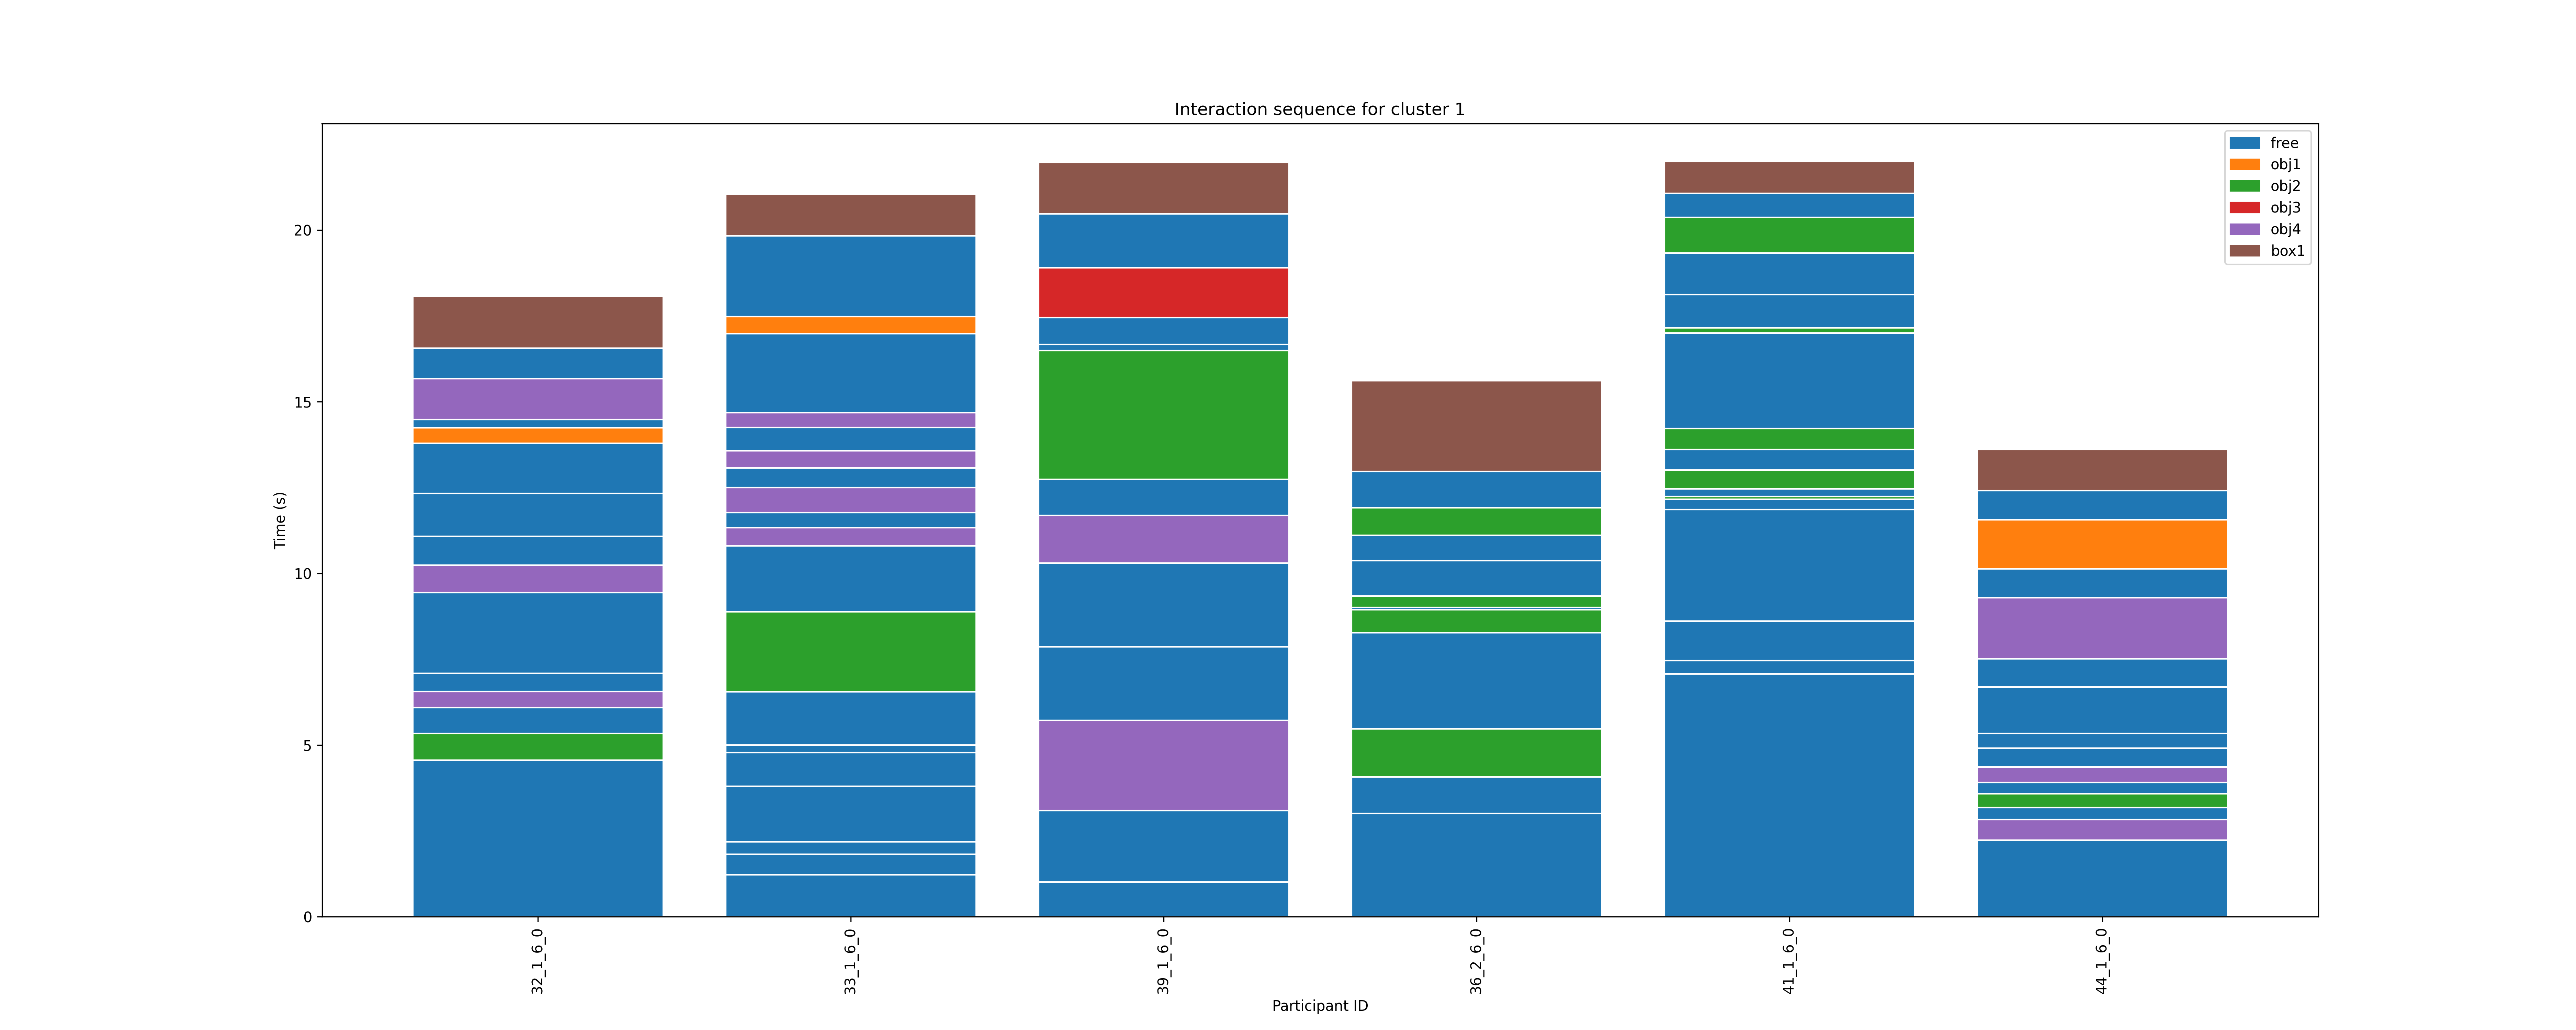 Interaction sequence for cluster 1
free
obj1
obj2
obj3
obj4
box1
Time (s)
20
15
10
5
0
32_1_6_0
33_1_6_0
39_1_6_0
36_2_6_0
41_1_6_0
44_1_6_0
Participant ID